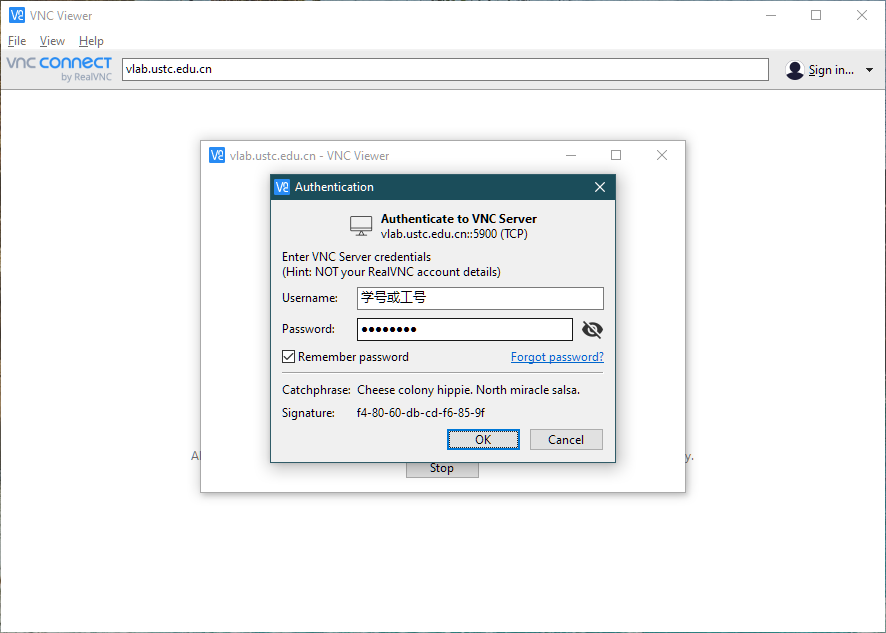 VNC Viewer
File View Help
vnc connect
by RealVNC
vlab.ustc.edu.cn
Sign in...
vlab.ustc.edu.cn - VNC Viewer
Authentication
Authenticate to VNC Server
vlab.ustc.edu.cn::5900 (TCP)
Enter VNC Server credentials
(Hint: NOT your RealVNC account details)
Username: 学号或工号
Password: ●●●●●●●●
Remember password Forgot password?
Catchphrase: Cheese colony hippie. North miracle salsa.
Signature: f4-80-60-db-cd-f6-85-9f
OK Cancel
Stop